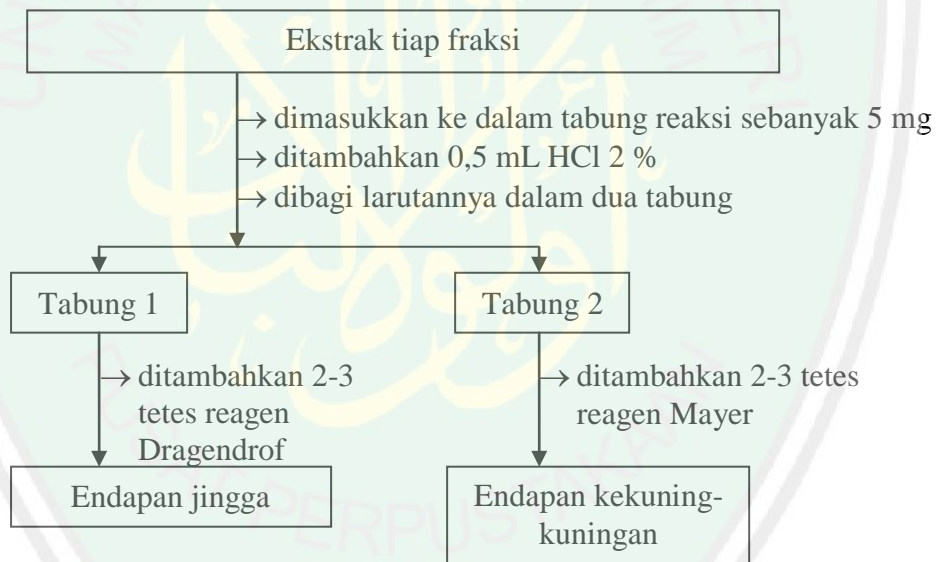 Ekstrak tiap fraksi
→ dimasukkan ke dalam tabung reaksi sebanyak 5 mg
→ ditambahkan 0,5 mL HCl 2 %
→ dibagi larutannya dalam dua tabung
Tabung 1
Tabung 2
→ ditambahkan 2-3
tetes reagen
Dragendrof
→ ditambahkan 2-3 tetes
reagen Mayer
Endapan jingga
Endapan kekuning-
kuningan